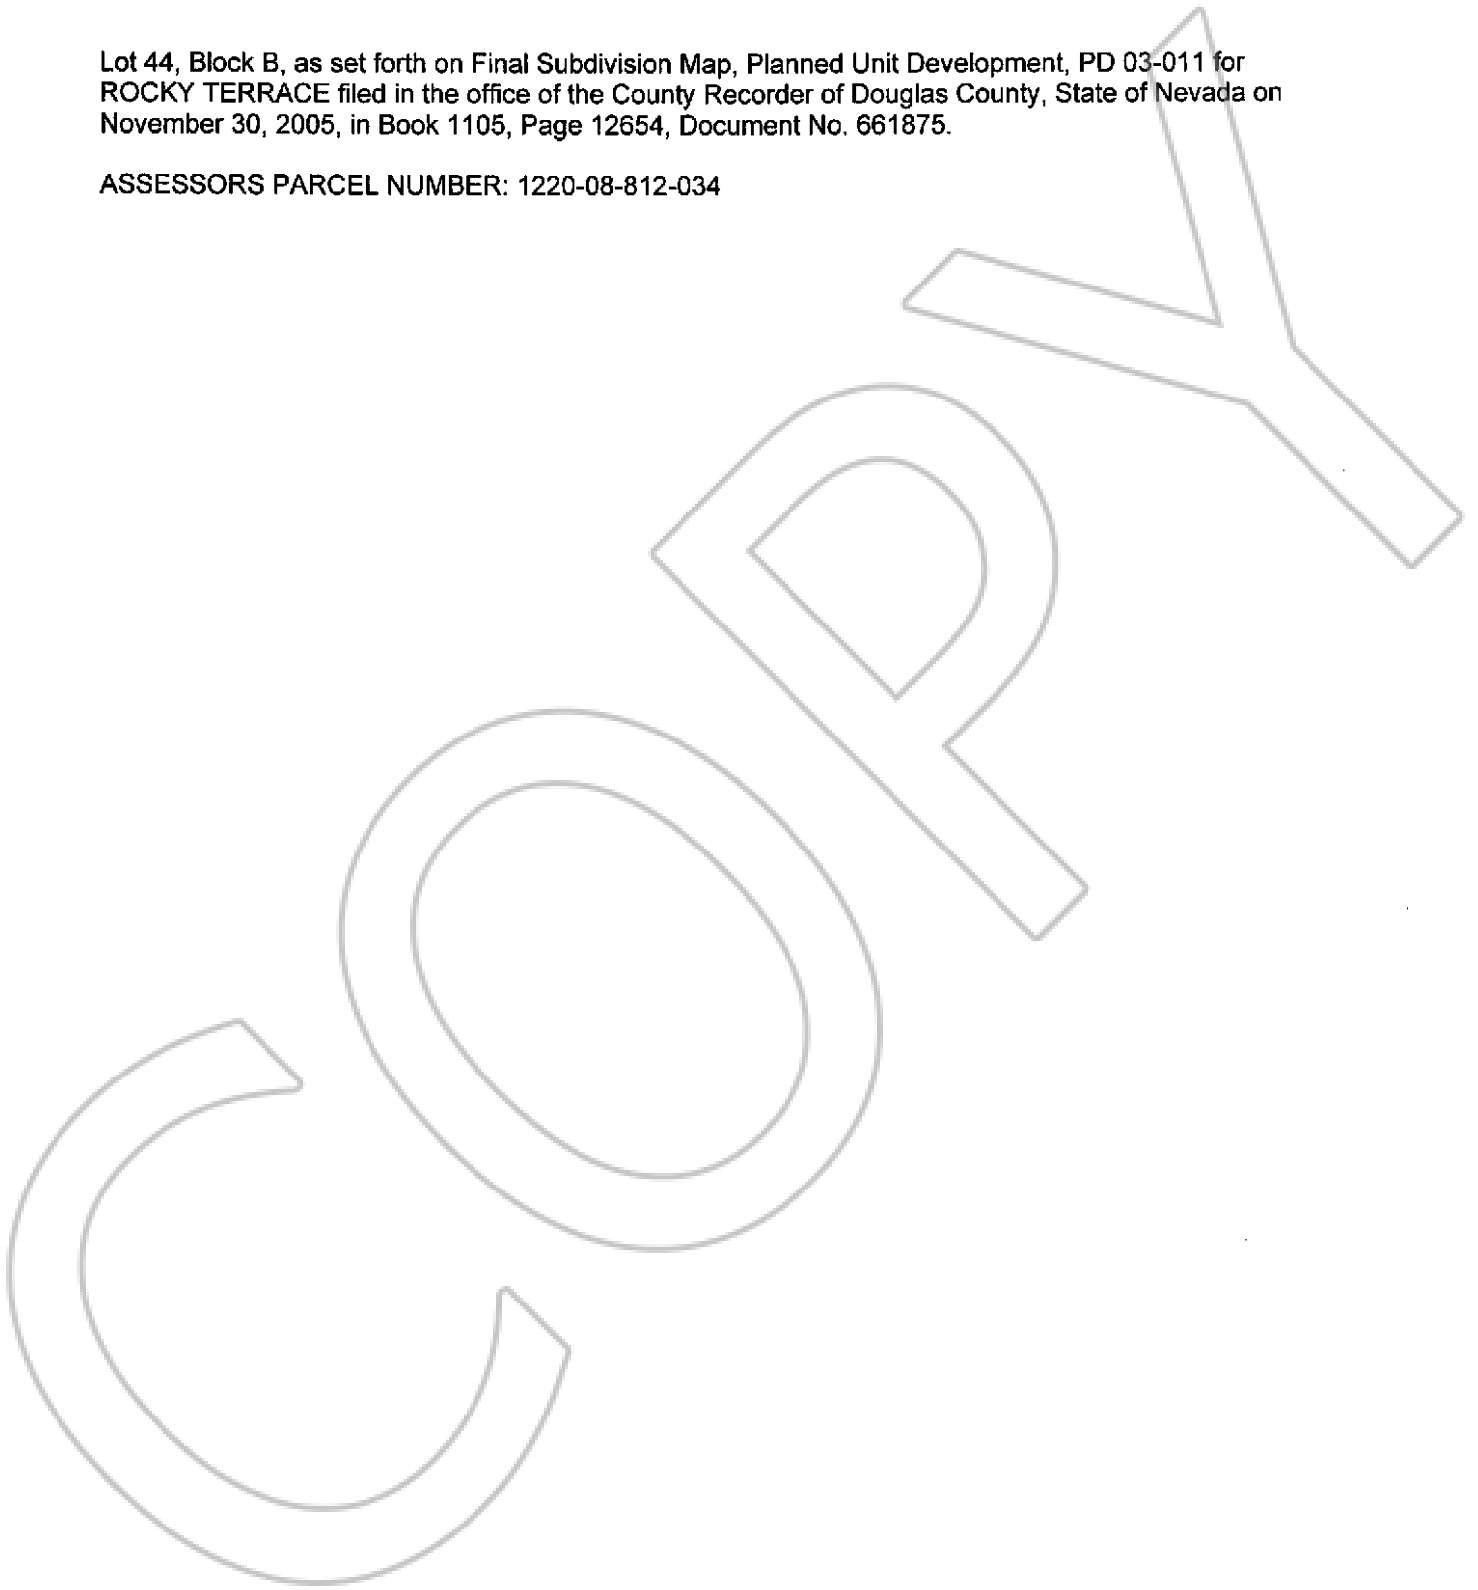 Lot 44, Block B, as set forth on Final Subdivision Map, Planned Unit Development, PD 03-011 for
ROCKY TERRACE filed in the office of the County Recorder of Douglas County, State of Nevada on
November 30, 2005, in Book 1105, Page 12654, Document No. 661875.
ASSESSORS PARCEL NUMBER: 1220-08-812-034
COPY